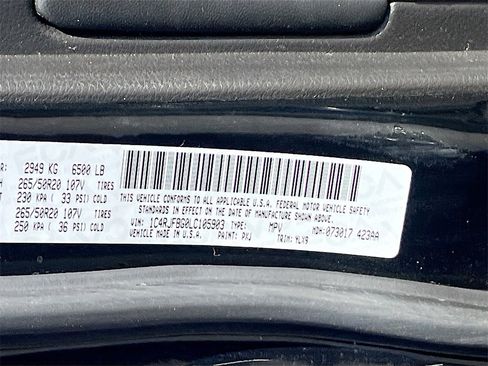 R: 2949 KG 6500 LB
H 265/50R20 107V TIRES
230 KPA ( 33 PSI) COLD
265/50R20 107V TIRES
250 KPA ( 36 PSI) COLD
THIS VEHICLE CONFORMS TO ALL APPLICABLE U.S.A.
FEDERAL MOTOR VEHICLE SAFETY
STANDARDS IN EFFECT ON THE DATE OF MANUFACTURE
VIN: 1C4RJFBG0LC105903 TYPE: MPV MDH: 073017 423AA
VEHICLE MADE IN U.S.A. PAINT: PXJ TRIM: YLX9